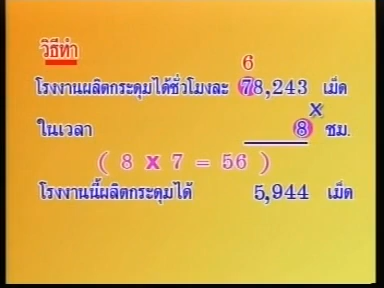 วิธีทำ
6
โรงงานผลิตกระดุมได้ชั่วโมงละ 78,243 เม็ด
x
ในเวลา 8 ชม.
( 8 x 7 = 56 )
โรงงานนี้ผลิตกระดุมได้ 5,944 เม็ด